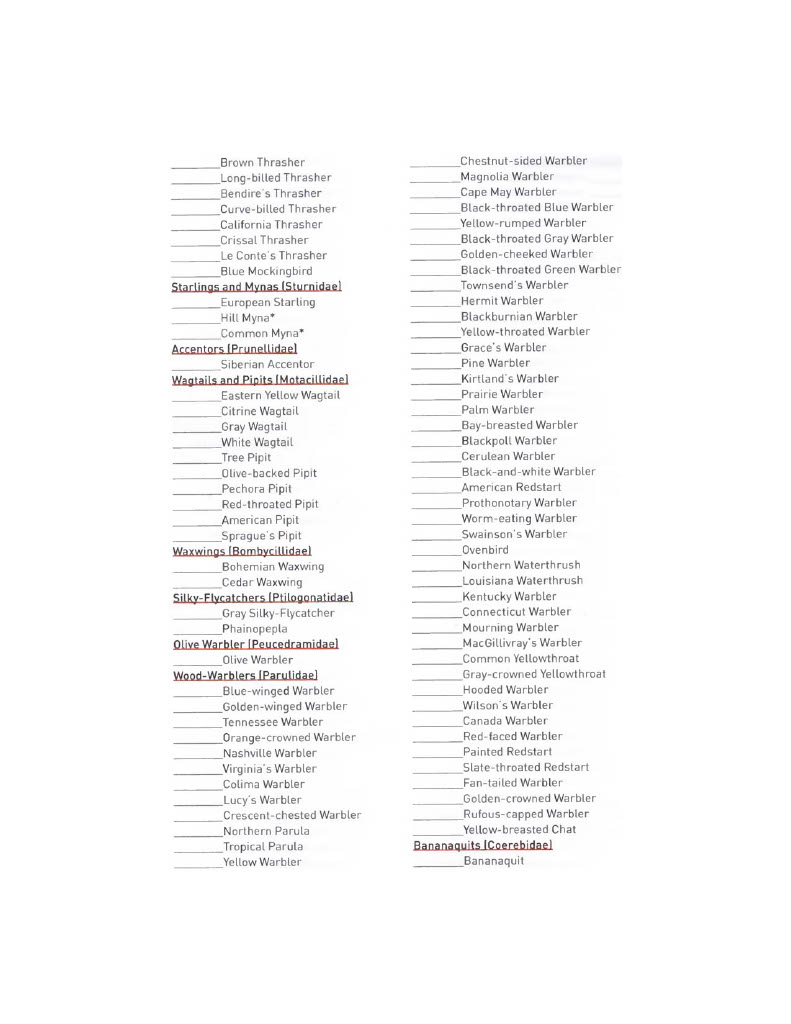 ________Brown Thrasher
________Long-billed Thrasher
________Bendire's Thrasher
________Curve-billed Thrasher
________California Thrasher
________Crissal Thrasher
________Le Conte's Thrasher
________Blue Mockingbird
Starlings and Mynas (Sturnidae)
________European Starling
________Hill Myna*
________Common Myna*
Accentors (Prunellidae)
________Siberian Accentor
Wagtails and Pipits (Motacillidae)
________Eastern Yellow Wagtail
________Citrine Wagtail
________Gray Wagtail
________White Wagtail
________Tree Pipit
________Olive-backed Pipit
________Pechora Pipit
________Red-throated Pipit
________American Pipit
________Sprague's Pipit
Waxwings (Bombycillidae)
________Bohemian Waxwing
________Cedar Waxwing
Silky-Flycatchers (Ptilogonatidae)
________Gray Silky-Flycatcher
________Phainopepla
Olive Warbler (Peucedramidae)
________Olive Warbler
Wood-Warblers (Parulidae)
________Blue-winged Warbler
________Golden-winged Warbler
________Tennessee Warbler
________Orange-crowned Warbler
________Nashville Warbler
________Virginia's Warbler
________Colima Warbler
________Lucy's Warbler
________Crescent-chested Warbler
________Northern Parula
________Tropical Parula
________Yellow Warbler
________Chestnut-sided Warbler
________Magnolia Warbler
________Cape May Warbler
________Black-throated Blue Warbler
________Yellow-rumped Warbler
________Black-throated Gray Warbler
________Golden-cheeked Warbler
________Black-throated Green Warbler
________Townsend's Warbler
________Hermit Warbler
________Blackburnian Warbler
________Yellow-throated Warbler
________Grace's Warbler
________Pine Warbler
________Kirtland's Warbler
________Prairie Warbler
________Palm Warbler
________Bay-breasted Warbler
________Blackpoll Warbler
________Cerulean Warbler
________Black-and-white Warbler
________American Redstart
________Prothonotary Warbler
________Worm-eating Warbler
________Swainson's Warbler
________Ovenbird
________Northern Waterthrush
________Louisiana Waterthrush
________Kentucky Warbler
________Connecticut Warbler
________Mourning Warbler
________MacGillivray's Warbler
________Common Yellowthroat
________Gray-crowned Yellowthroat
________Hooded Warbler
________Wilson's Warbler
________Canada Warbler
________Red-faced Warbler
________Painted Redstart
________Slate-throated Redstart
________Fan-tailed Warbler
________Golden-crowned Warbler
________Rufous-capped Warbler
________Yellow-breasted Chat
Bananaquits (Coerebidae)
________Bananaquit